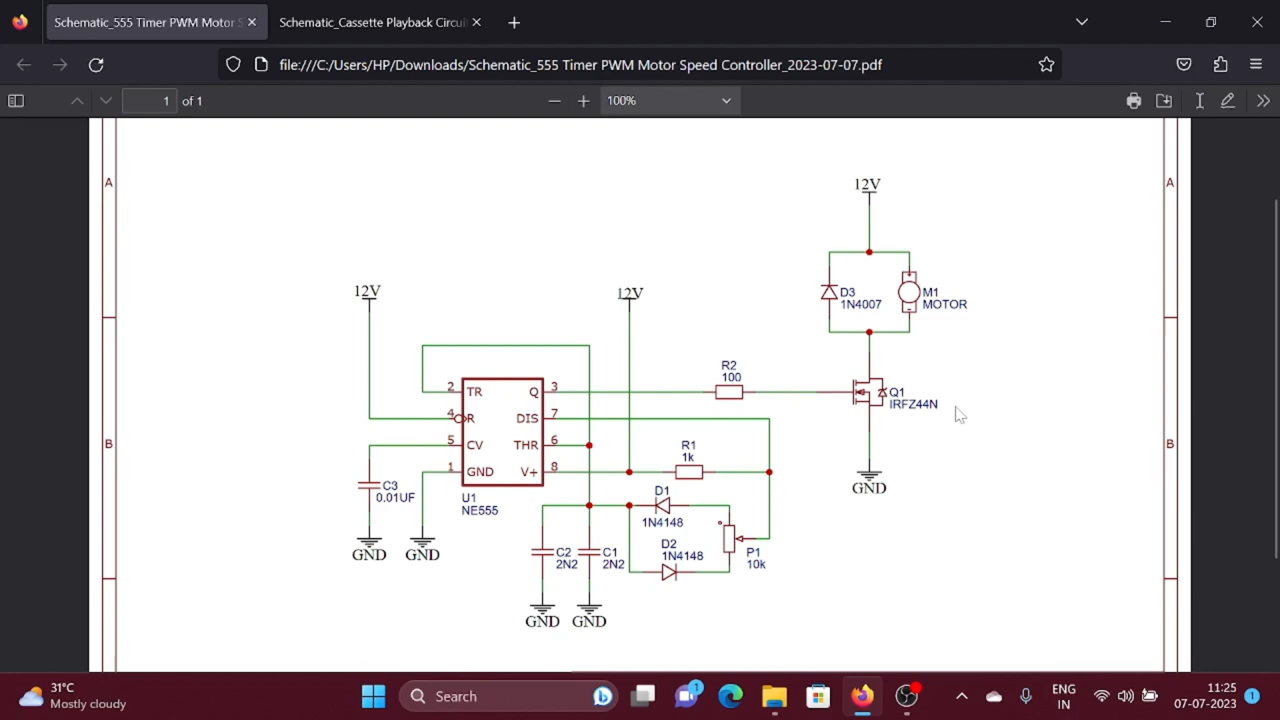 Schematic_555 Timer PWM Motor S
Schematic_Cassette Playback Circuit
file:///C:/Users/HP/Downloads/Schematic_555 Timer PWM Motor Speed Controller_2023-07-07.pdf
1 of 1
100%
A
A
12V
12V
12V
D3
1N4007
M1
MOTOR
R2
100
2 TR
Q 3
Q1
IRFZ44N
4 R
DIS 7
5 CV
THR 6
R1
1k
B
B
1 GND
V+ 8
C3
0.01UF
U1
NE555
GND
D1
1N4148
GND
GND
D2
1N4148
C2
2N2
C1
2N2
P1
10k
GND
GND
31°C
Mostly cloudy
Search
1
ENG
IN
11:25
07-07-2023
1